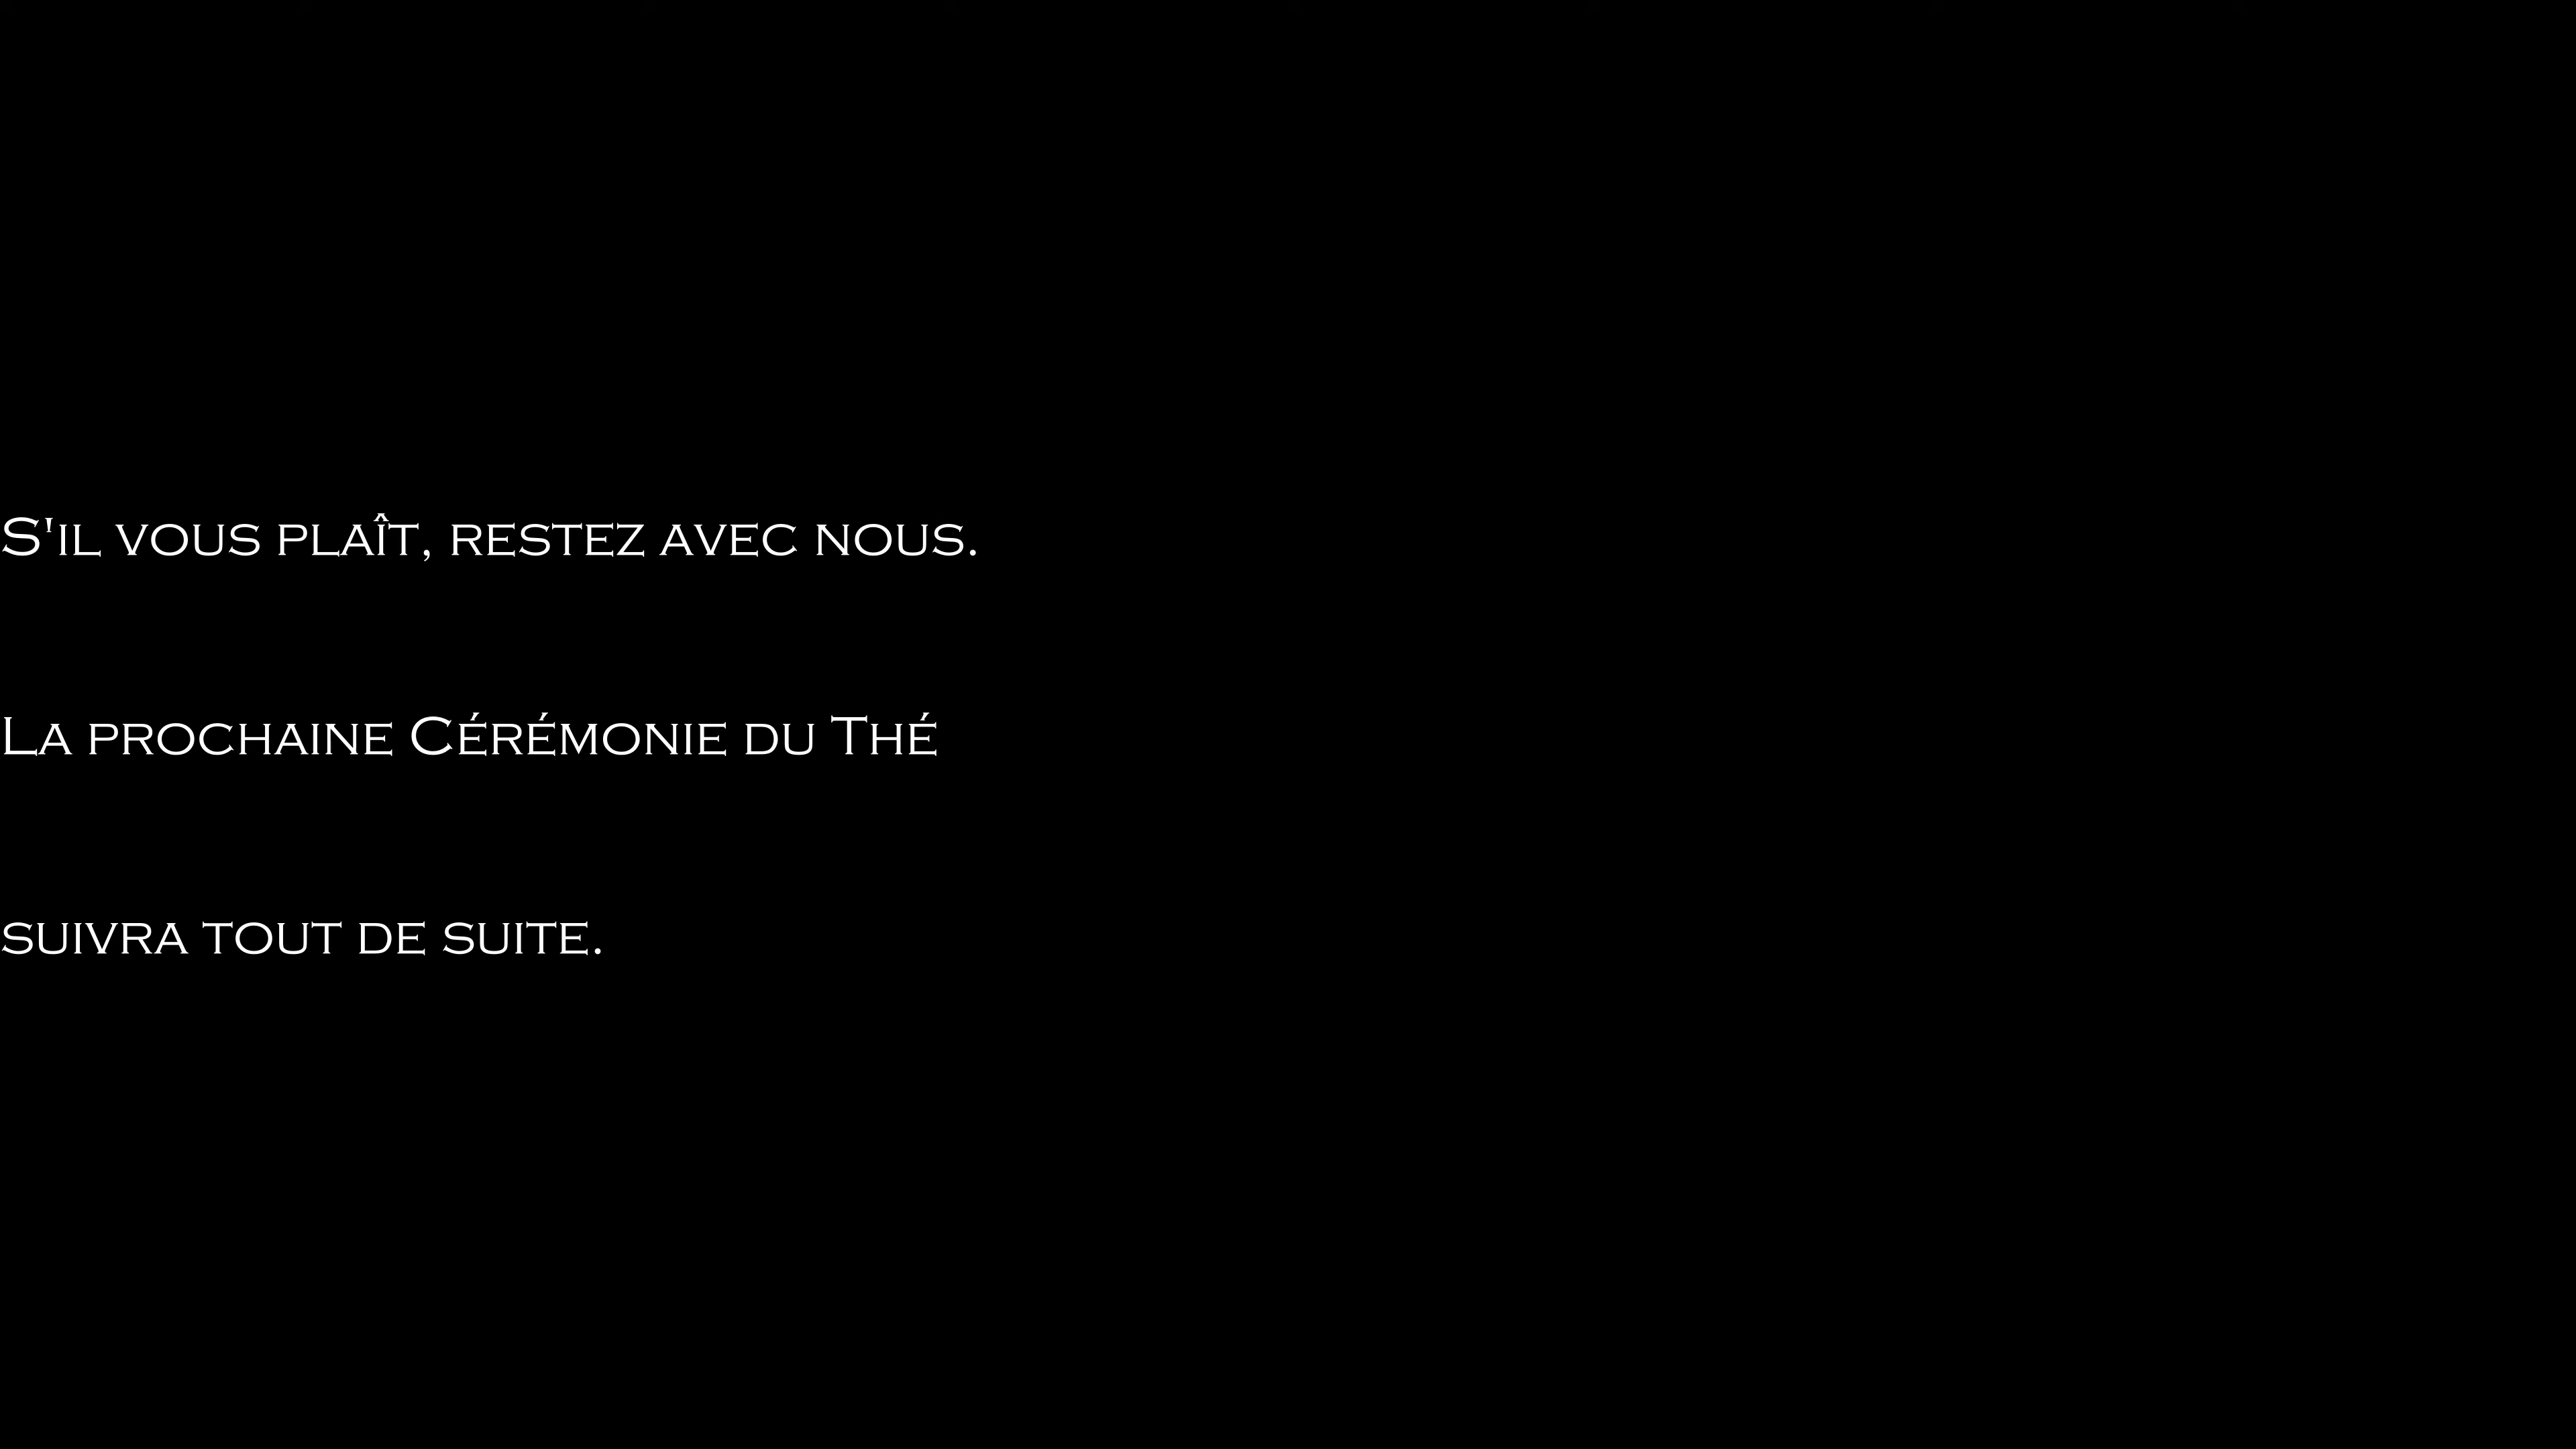 S'il vous plaît, restez avec nous.
La prochaine Cérémonie du Thé
suivra tout de suite.